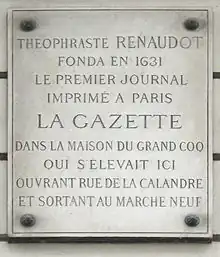 THEOPHRASTE RENAUDOT
FONDA EN 1631
LE PREMIER JOURNAL
IMPRIMÉ A PARIS
LA GAZETTE
DANS LA MAISON DU GRAND COQ
QUI S'ELEVAIT ICI
OUVRANT RUE DE LA CALANDRE
ET SORTANT AU MARCHE NEUF